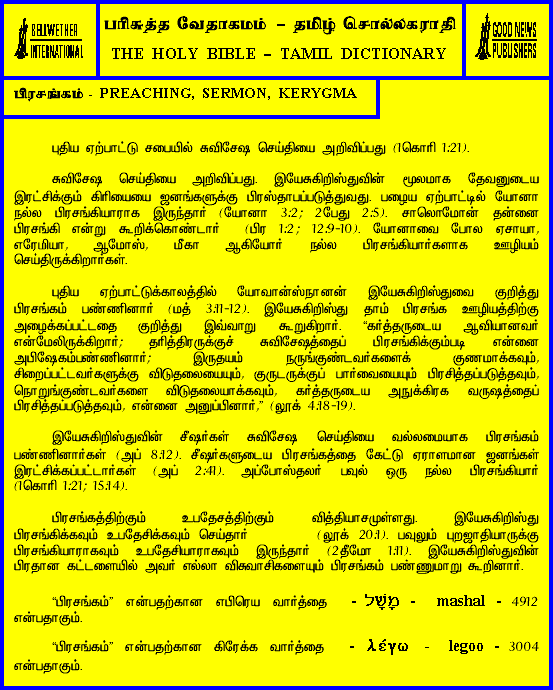 BELLWETHER
INTERNATIONAL
பரிசுத்த வேதாகமம் – தமிழ் சொல்லகராதி
THE HOLY BIBLE – TAMIL DICTIONARY
GOOD NEWS
PUBLISHERS
பிரசங்கம் - PREACHING, SERMON, KERYGMA
புதிய ஏற்பாட்டு சபையில் சுவிசேஷ செய்தியை அறிவிப்பது (1கொரி 1:21).
சுவிசேஷ செய்தியை அறிவிப்பது. இயேசுகிறிஸ்துவின் மூலமாக தேவனுடைய
இரட்சிக்கும் கிரியையை ஜனங்களுக்கு பிரஸ்தாபப்படுத்துவது. பழைய ஏற்பாட்டில் யோனா
நல்ல பிரசங்கியாராக இருந்தார் (யோனா 3:2; 2பேது 2:5). சாலொமோன் தன்னை
பிரசங்கி என்று கூறிக்கொண்டார் (பிர 1:2; 12:9-10). யோனாவை போல ஏசாயா,
எரேமியா, ஆமோஸ், மீகா ஆகியோர் நல்ல பிரசங்கியார்களாக ஊழியம்
செய்திருக்கிறார்கள்.
புதிய ஏற்பாட்டுக்காலத்தில் யோவான்ஸ்நானன் இயேசுகிறிஸ்துவை குறித்து
பிரசங்கம் பண்ணினார் (மத் 3:11-12). இயேசுகிறிஸ்து தாம் பிரசங்க ஊழியத்திற்கு
அழைக்கப்பட்டதை குறித்து இவ்வாறு கூறுகிறார். “கர்த்தருடைய ஆவியானவர்
என்மேலிருக்கிறார்; தரித்திரருக்குச் சுவிசேஷத்தைப் பிரசங்கிக்கும்படி என்னை
அபிஷேகம்பண்ணினார்; இருதயம் நருங்குண்டவர்களைக் குணமாக்கவும்,
சிறைப்பட்டவர்களுக்கு விடுதலையையும், குருடருக்குப் பார்வையையும் பிரசித்தப்படுத்தவும்,
நொறுங்குண்டவர்களை விடுதலையாக்கவும், கர்த்தருடைய அநுக்கிரக வருஷத்தைப்
பிரசித்தப்படுத்தவும், என்னை அனுப்பினார்,” (லூக் 4:18-19).
இயேசுகிறிஸ்துவின் சீஷர்கள் சுவிசேஷ செய்தியை வல்லமையாக பிரசங்கம்
பண்ணினார்கள் (அப் 8:12). சீஷர்களுடைய பிரசங்கத்தை கேட்டு ஏராளமான ஜனங்கள்
இரட்சிக்கப்பட்டார்கள் (அப் 2:41). அப்போஸ்தலர் பவுல் ஒரு நல்ல பிரசங்கியார்
(1கொரி 1:21; 15:14).
பிரசங்கத்திற்கும் உபதேசத்திற்கும் வித்தியாசமுள்ளது. இயேசுகிறிஸ்து
பிரசங்கிக்கவும் உபதேசிக்கவும் செய்தார் (லூக் 20:1). பவுலும் புறஜாதியாருக்கு
பிரசங்கியாராகவும் உபதேசியாராகவும் இருந்தார் (2தீமோ 1:11). இயேசுகிறிஸ்துவின்
பிரதான கட்டளையில் அவர் எல்லா விசுவாசிகளையும் பிரசங்கம் பண்ணுமாறு கூறினார்.
“பிரசங்கம்” என்பதற்கான எபிரெய வார்த்தை - מָשָׁל - mashal - 4912
என்பதாகும்.
“பிரசங்கம்” என்பதற்கான கிரேக்க வார்த்தை - λέγω - legoo - 3004
என்பதாகும்.